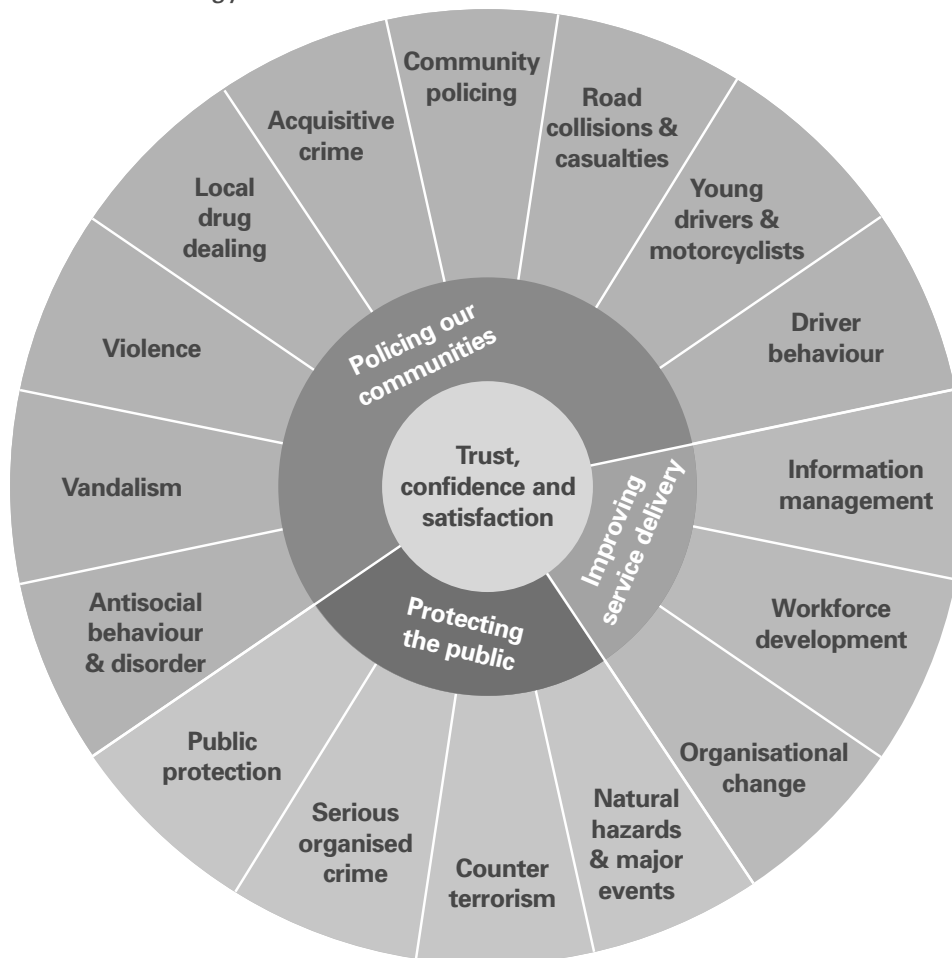 Community
policing
Road
collisions &
casualties
Young
drivers &
motorcyclists
Driver
behaviour
Information
management
Workforce
development
Organisational
change
Natural
hazards
& major
events
Counter
terrorism
Serious
organised
crime
Public
protection
Antisocial
behaviour
& disorder
Vandalism
Violence
Local
drug
dealing
Acquisitive
crime
Policing our
communities
Improving
service delivery
Protecting
the public
Trust,
confidence and
satisfaction